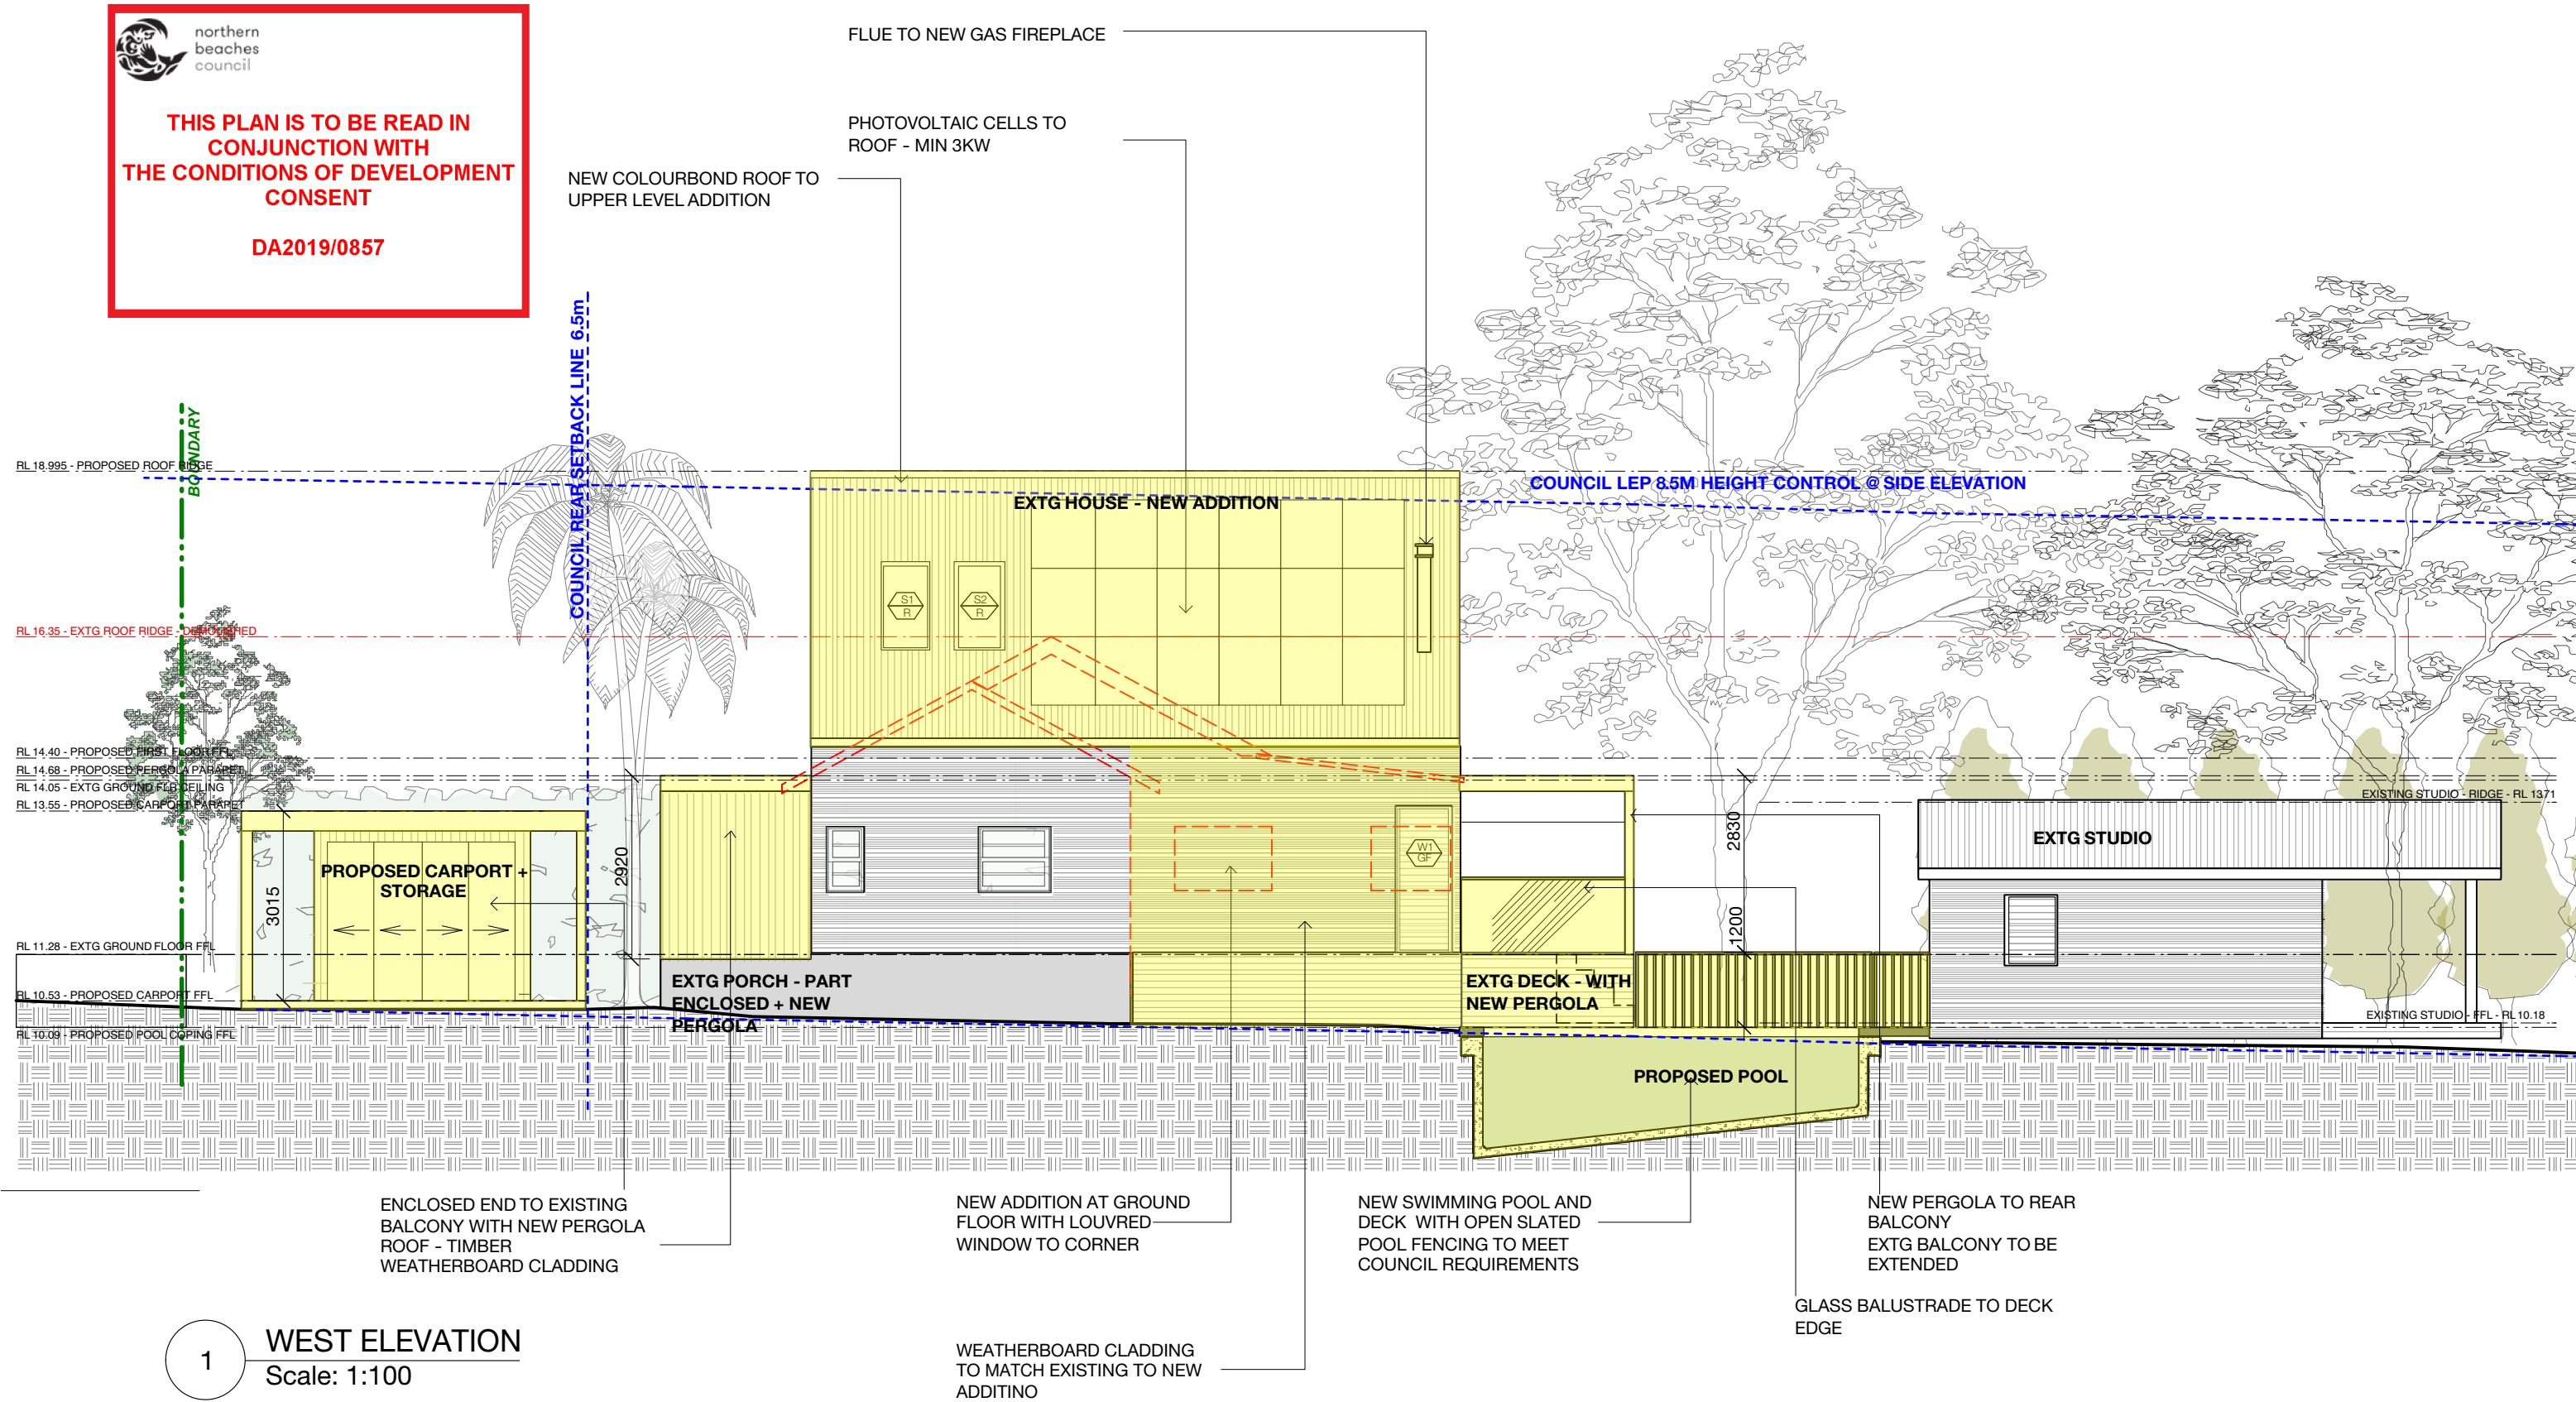 northern
beaches
council
THIS PLAN IS TO BE READ IN
CONJUNCTION WITH
THE CONDITIONS OF DEVELOPMENT
CONSENT
DA2019/0857
FLUE TO NEW GAS FIREPLACE
PHOTOVOLTAIC CELLS TO
ROOF - MIN 3KW
NEW COLOURBOND ROOF TO
UPPER LEVEL ADDITION
COUNCIL REAR SETBACK LINE 6.5m
BOUNDARY
RL 18.995 - PROPOSED ROOF RIDGE
EXTG HOUSE - NEW ADDITION
COUNCIL LEP 8.5M HEIGHT CONTROL @ SIDE ELEVATION
S1
R
S2
R
RL 16.35 - EXTG ROOF RIDGE - DEMOLISHED
RL 14.40 - PROPOSED FIRST FLOOR FFL
RL 14.68 - PROPOSED PERGOLA PARAPET
RL 14.05 - EXTG GROUND FLR CEILING
RL 13.55 - PROPOSED CARPORT PARAPET
EXISTING STUDIO - RIDGE - RL 13.71
EXTG STUDIO
PROPOSED CARPORT +
STORAGE
3015
2920
W1
GF
2830
1200
RL 11.28 - EXTG GROUND FLOOR FFL
RL 10.53 - PROPOSED CARPORT FFL
RL 10.09 - PROPOSED POOL COPING FFL
EXTG PORCH - PART
ENCLOSED + NEW
PERGOLA
EXTG DECK - WITH
NEW PERGOLA
EXISTING STUDIO - FFL - RL 10.18
PROPOSED POOL
ENCLOSED END TO EXISTING
BALCONY WITH NEW PERGOLA
ROOF - TIMBER
WEATHERBOARD CLADDING
NEW ADDITION AT GROUND
FLOOR WITH LOUVRED
WINDOW TO CORNER
NEW SWIMMING POOL AND
DECK WITH OPEN SLATED
POOL FENCING TO MEET
COUNCIL REQUIREMENTS
NEW PERGOLA TO REAR
BALCONY
EXTG BALCONY TO BE
EXTENDED
GLASS BALUSTRADE TO DECK
EDGE
WEATHERBOARD CLADDING
TO MATCH EXISTING TO NEW
ADDITINO
1
WEST ELEVATION
Scale: 1:100